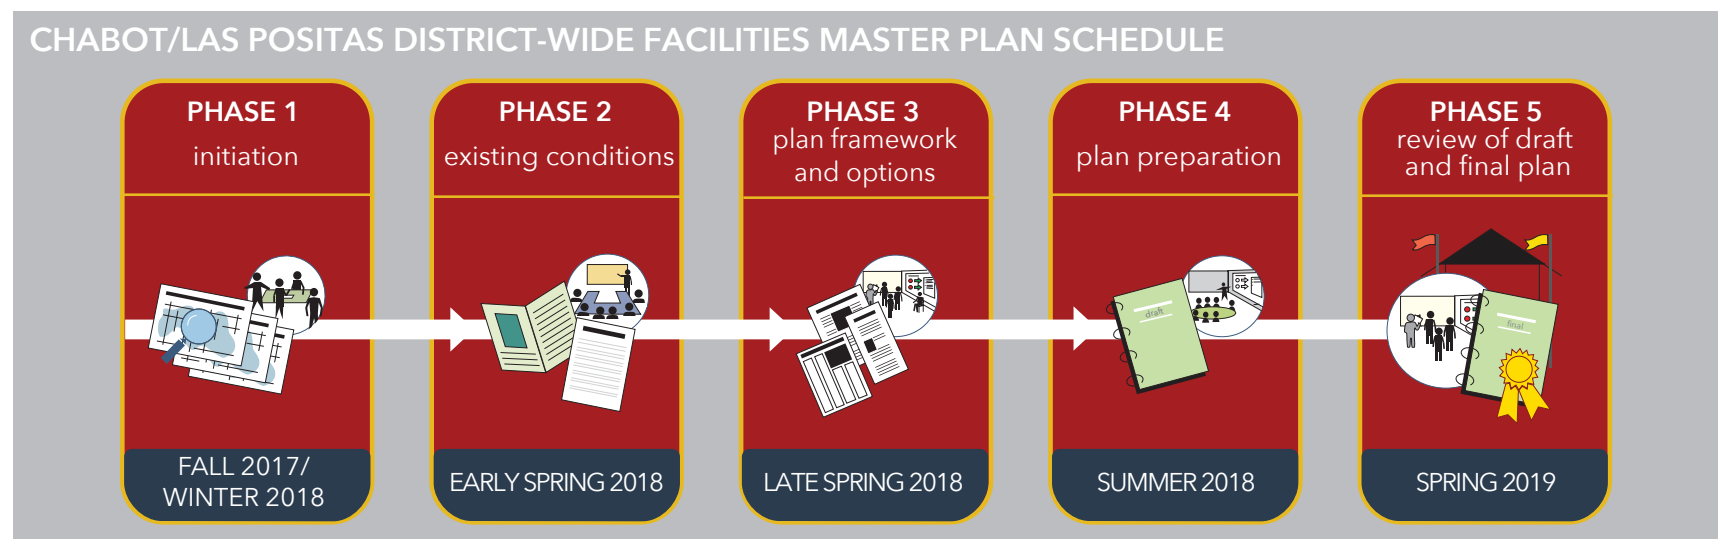 CHABOT/LAS POSITAS DISTRICT-WIDE FACILITIES MASTER PLAN SCHEDULE
PHASE 1
initiation
FALL 2017/
WINTER 2018
PHASE 2
existing conditions
EARLY SPRING 2018
PHASE 3
plan framework
and options
LATE SPRING 2018
PHASE 4
plan preparation
draft
SUMMER 2018
PHASE 5
review of draft
and final plan
final
SPRING 2019